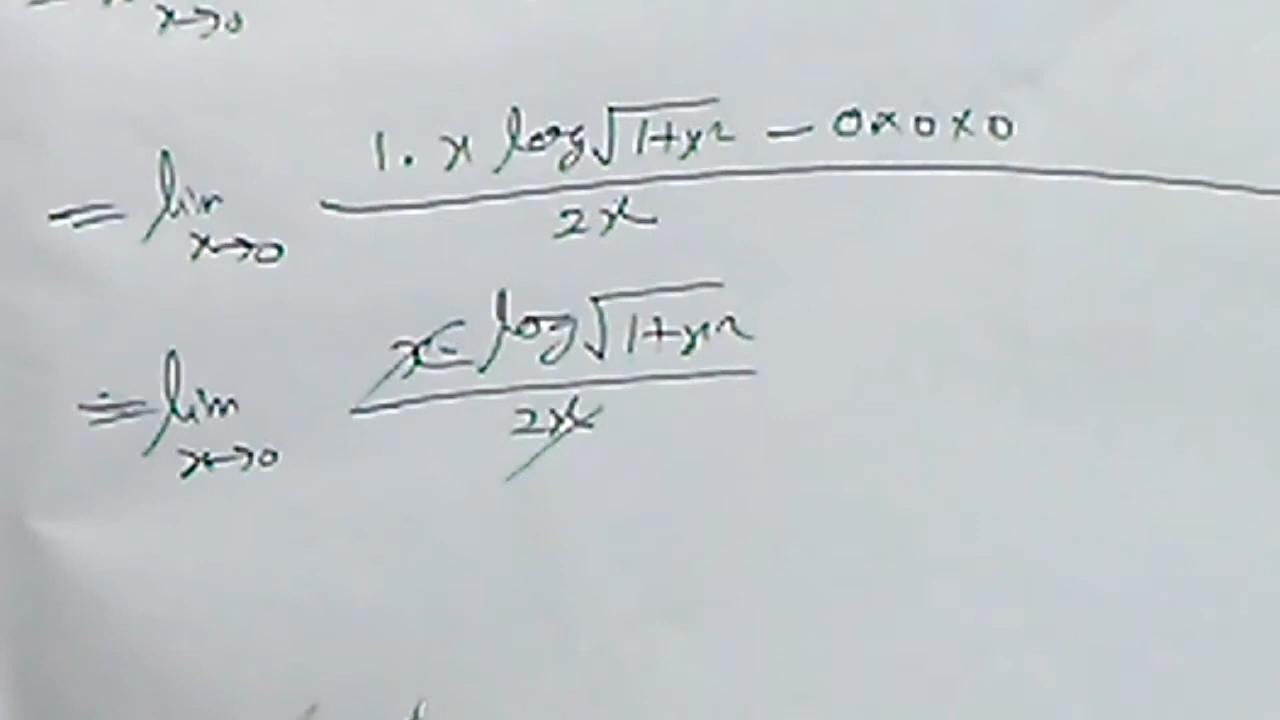 x→0
= lim x→0 (1. x log√(1+x²) − 0×0×0) / 2x
= lim x→0 (x log√(1+x²)) / 2x